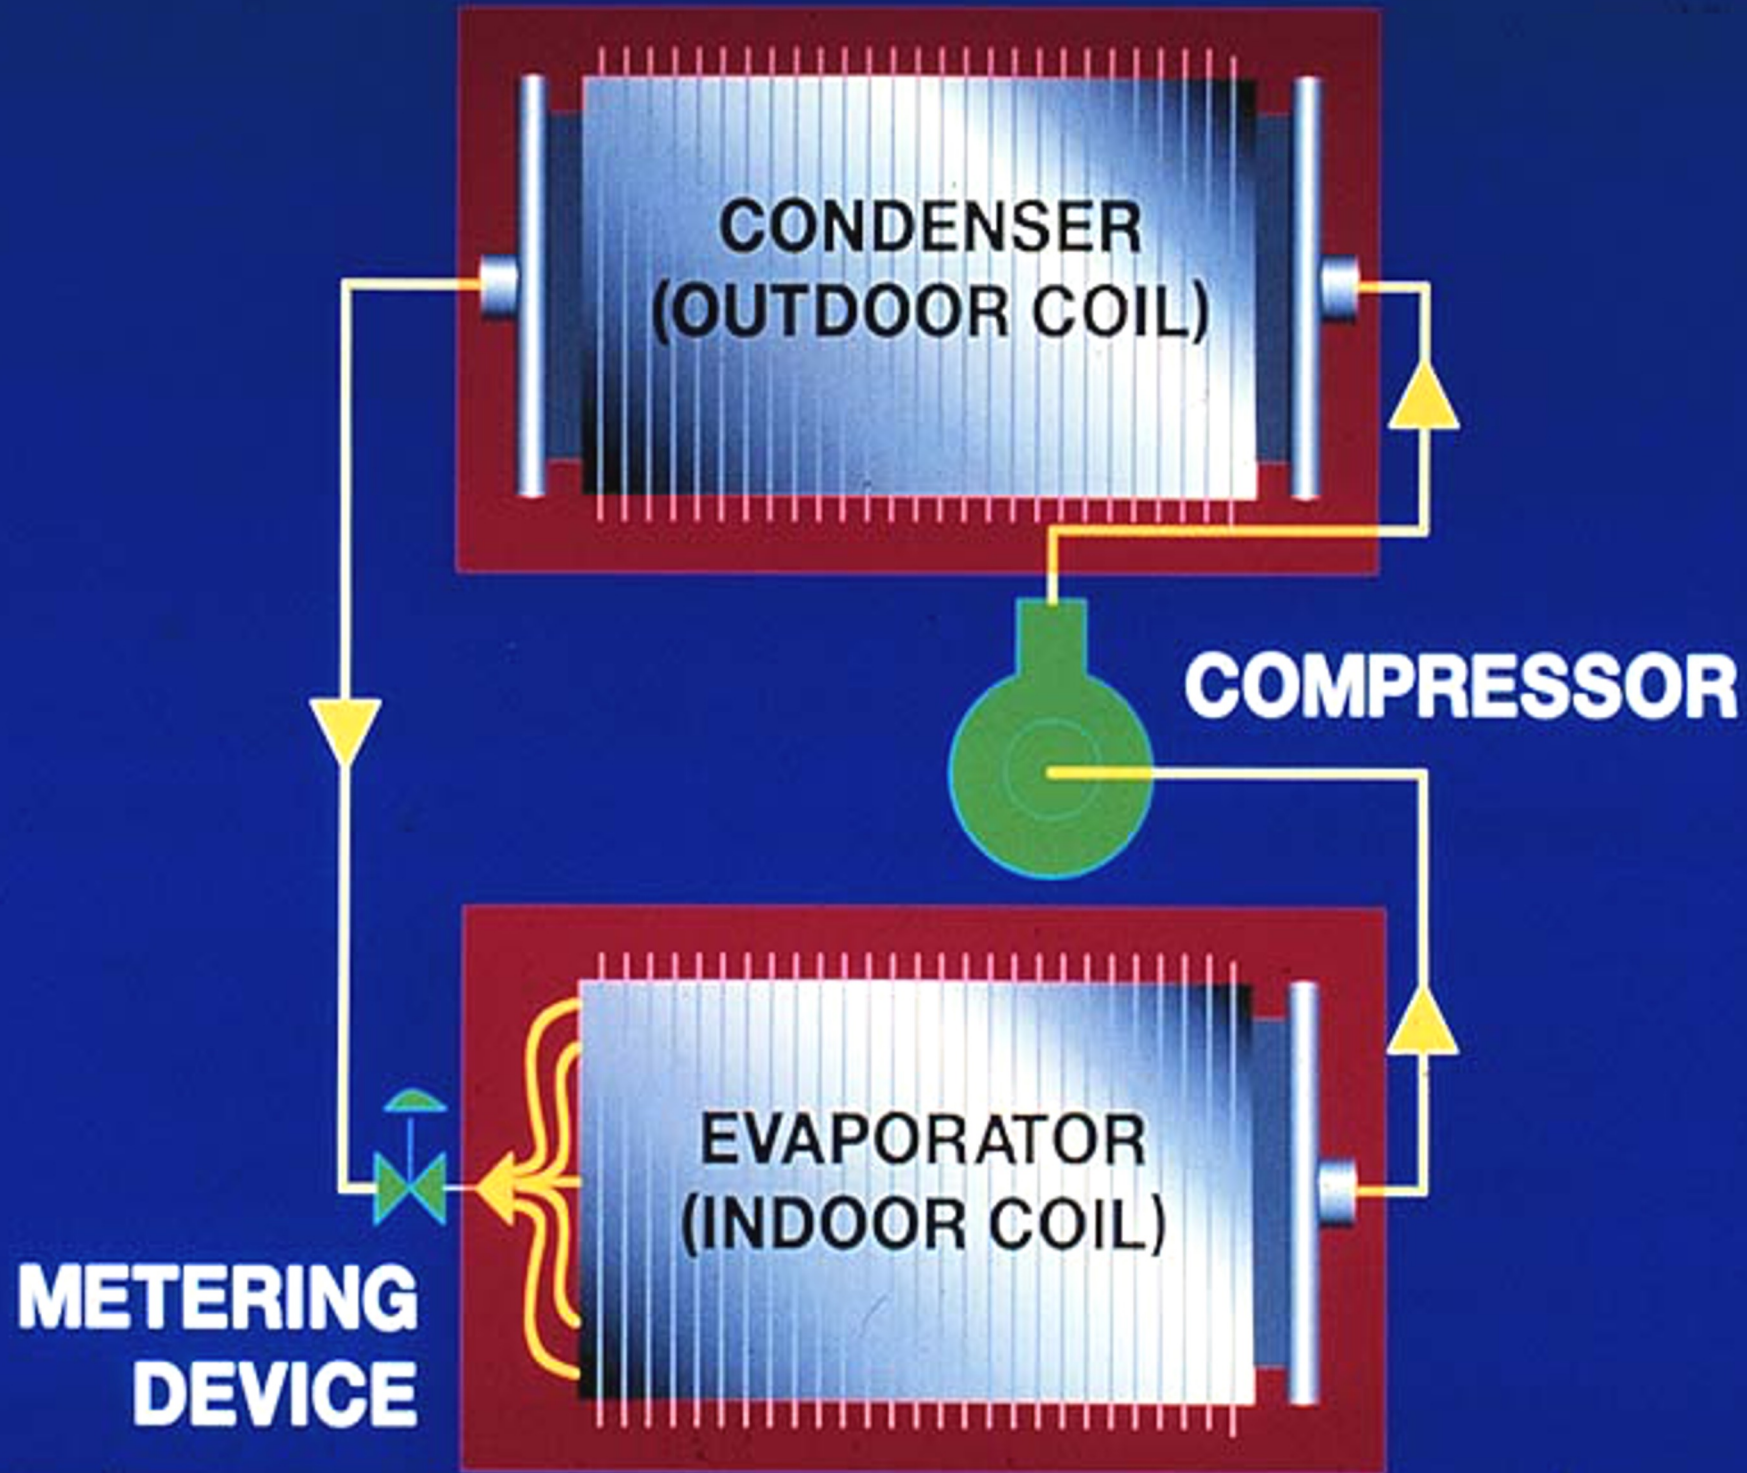 CONDENSER
(OUTDOOR COIL)
COMPRESSOR
EVAPORATOR
(INDOOR COIL)
METERING
DEVICE